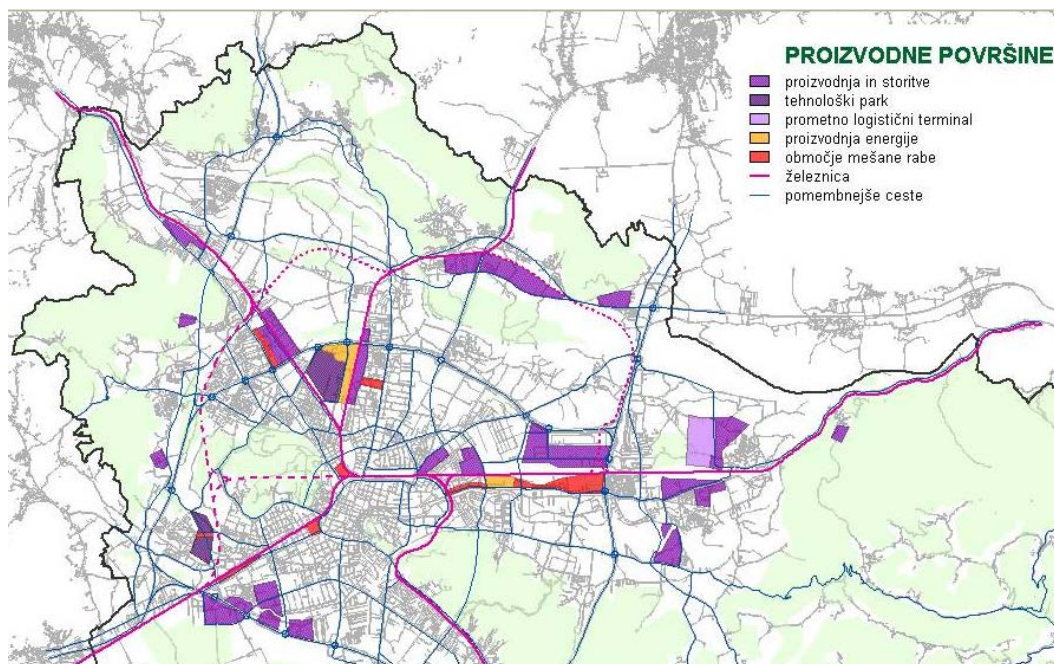 PROIZVODNE POVRŠINE
proizvodnja in storitve
tehnološki park
prometno logistični terminal
proizvodnja energije
območje mešane rabe
železnica
pomembnejše ceste